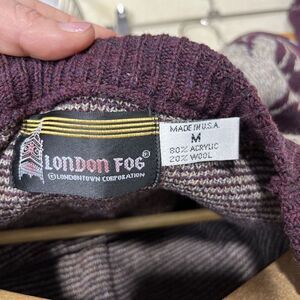 LONDON FOG®
©LONDONTOWN CORPORATION
MADE IN U.S.A.
M
80% ACRYLIC
20% WOOL